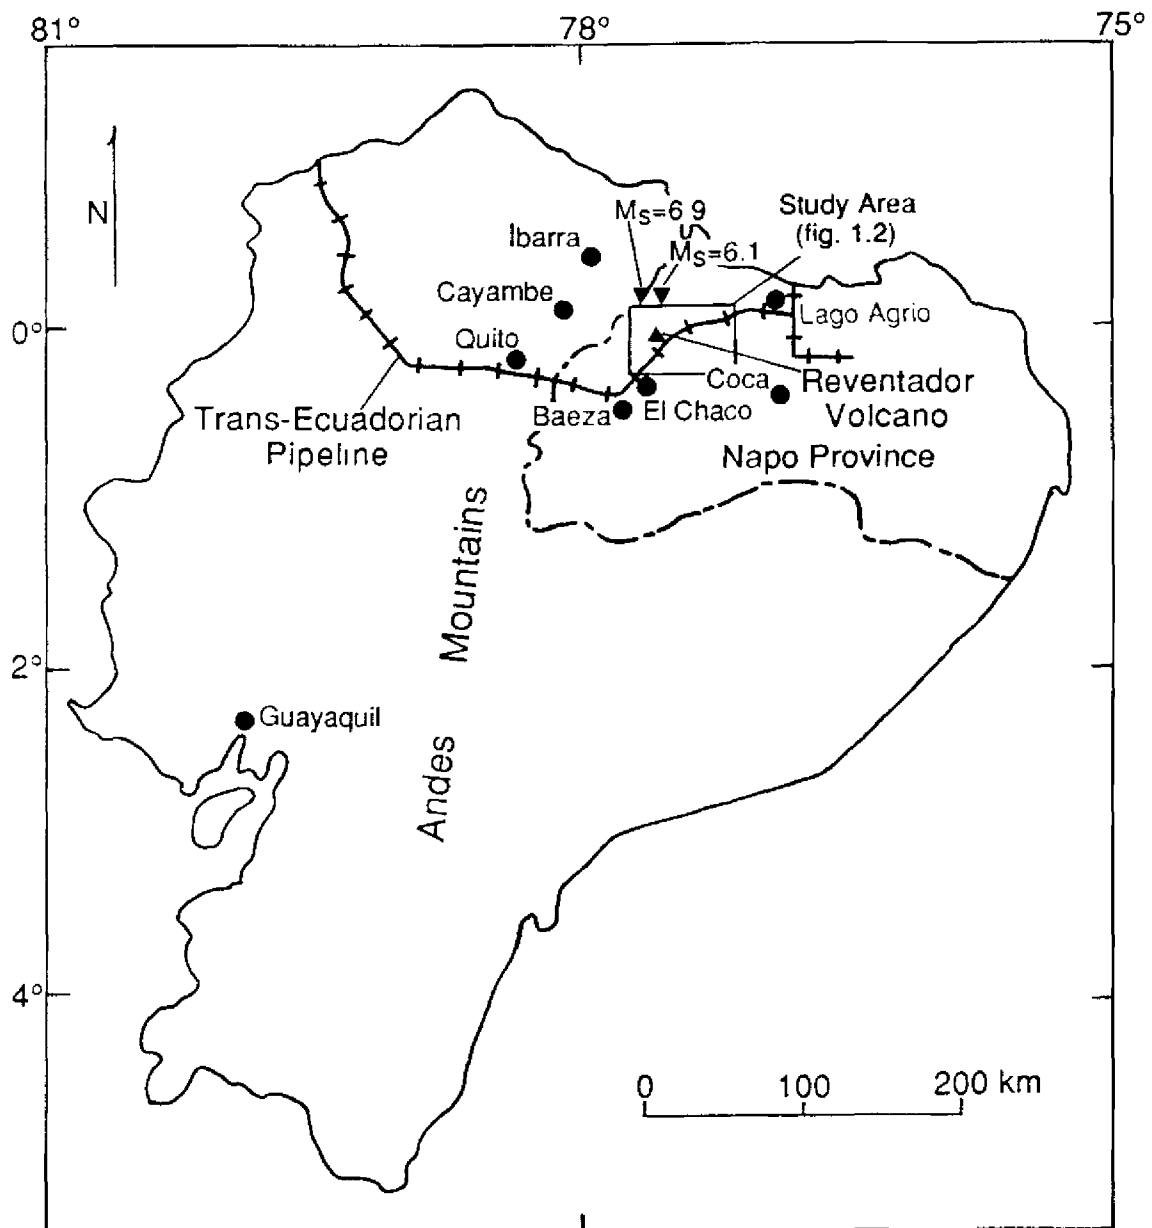 81° 78° 75°
N
Ms=6 9
Ms=6.1
Study Area
(fig. 1.2)
Ibarra
Cayambe
Quito
0°
Lago Agrio
Coca
Reventador
Volcano
El Chaco
Baeza
Napo Province
Trans-Ecuadorian
Pipeline
Andes Mountains
2°
Guayaquil
4°
0 100 200 km